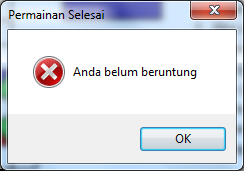 Permainan Selesai
Anda belum beruntung
OK